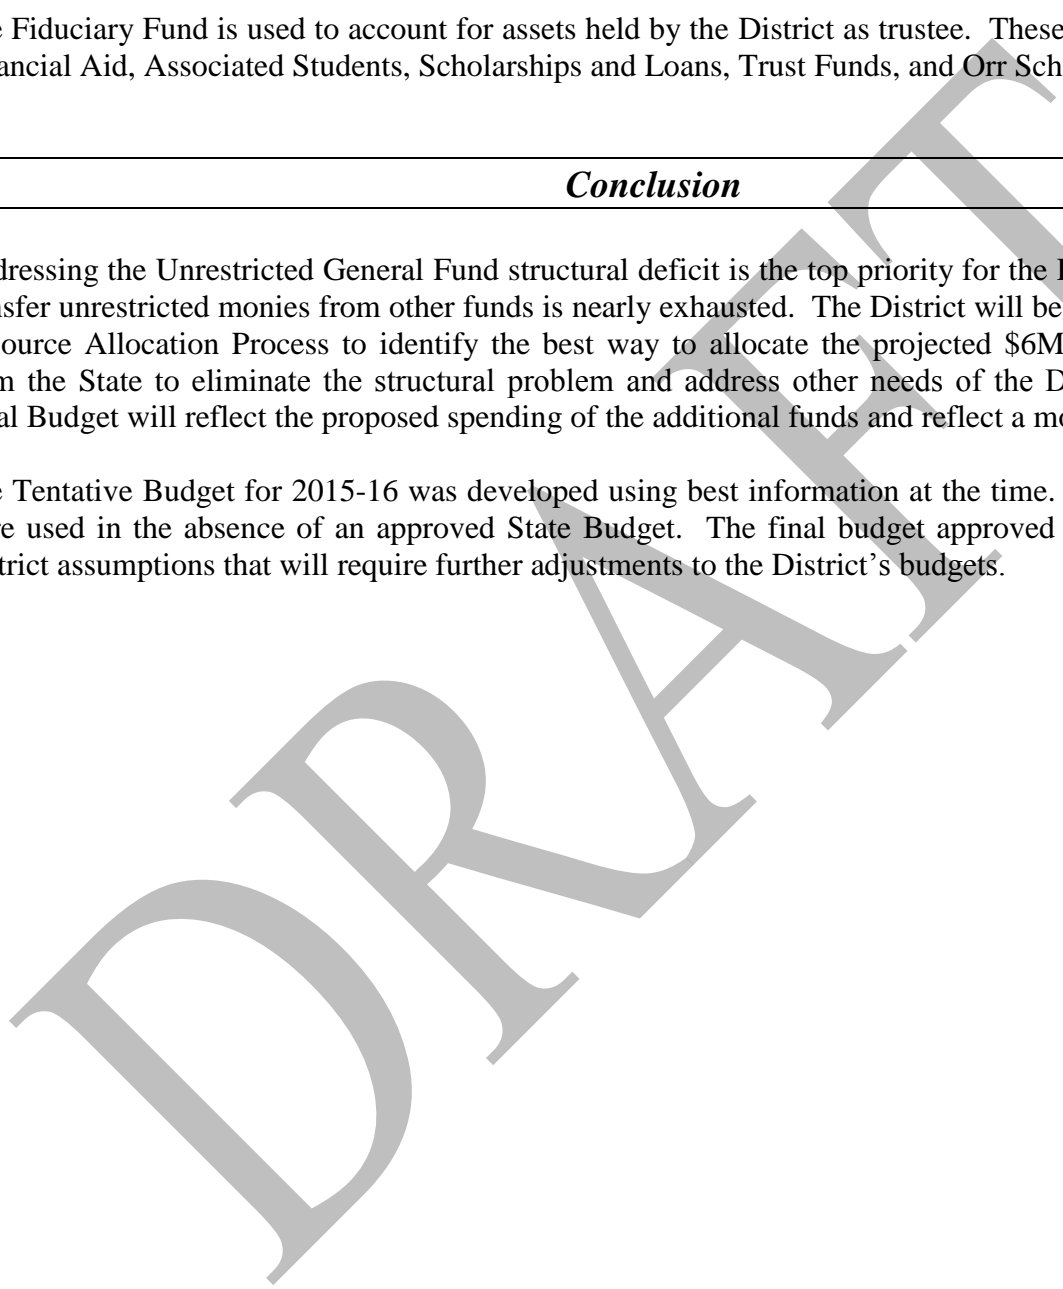 e Fiduciary Fund is used to account for assets held by the District as trustee. These
ancial Aid, Associated Students, Scholarships and Loans, Trust Funds, and Orr Sch
Conclusion
dressing the Unrestricted General Fund structural deficit is the top priority for the
nsfer unrestricted monies from other funds is nearly exhausted. The District will be
source Allocation Process to identify the best way to allocate the projected $6M
m the State to eliminate the structural problem and address other needs of the D
al Budget will reflect the proposed spending of the additional funds and reflect a mo
e Tentative Budget for 2015-16 was developed using best information at the time.
re used in the absence of an approved State Budget. The final budget approved
trict assumptions that will require further adjustments to the District's budgets.
DRAFT